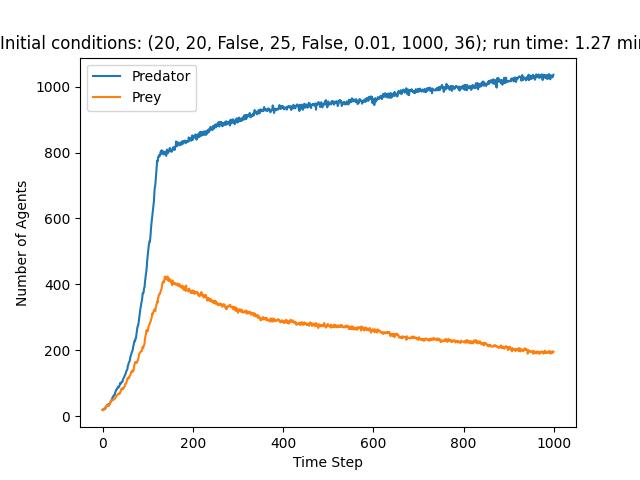 Initial conditions: (20, 20, False, 25, False, 0.01, 1000, 36); run time: 1.27
Predator
Prey
Number of Agents
1000
800
600
400
200
0
0 200 400 600 800 1000
Time Step